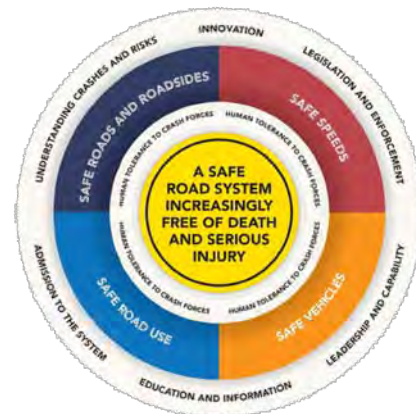 INNOVATION
LEGISLATION AND ENFORCEMENT
LEADERSHIP AND CAPABILITY
EDUCATION AND INFORMATION
ADMISSION TO THE SYSTEM
UNDERSTANDING CRASHES AND RISKS
SAFE ROADS AND ROADSIDES
SAFE SPEEDS
SAFE VEHICLES
SAFE ROAD USE
HUMAN TOLERANCE TO CRASH FORCES
HUMAN TOLERANCE TO CRASH FORCES
HUMAN TOLERANCE TO CRASH FORCES
HUMAN TOLERANCE TO CRASH FORCES
A SAFE
ROAD SYSTEM
INCREASINGLY
FREE OF DEATH
AND SERIOUS
INJURY